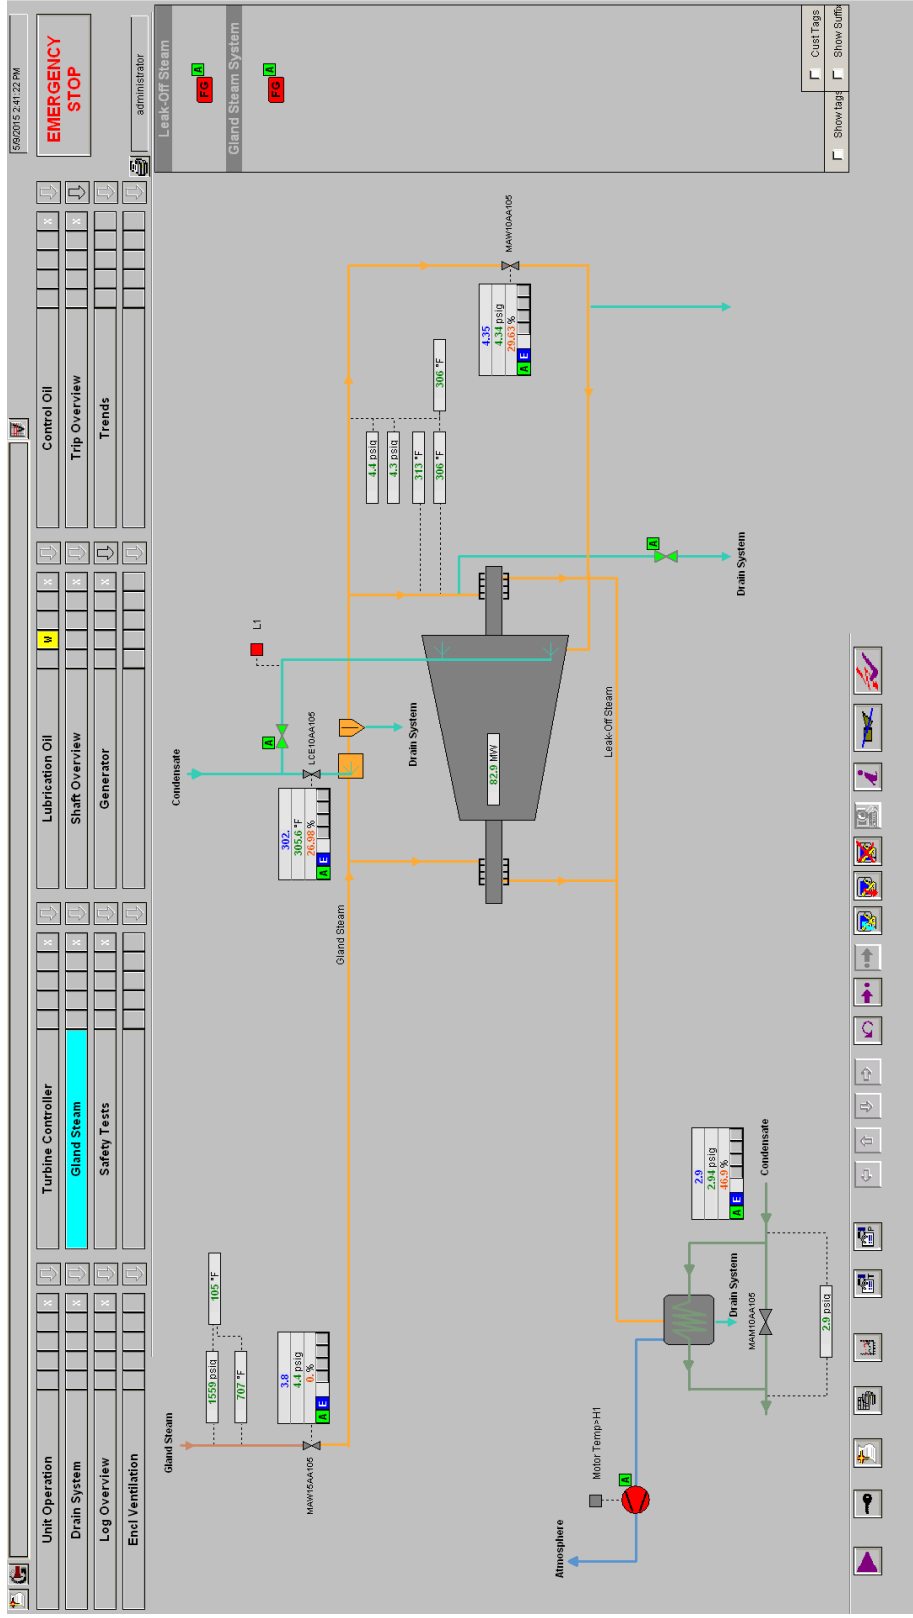 5/9/2015 2:41:22 PM
Unit Operation
Turbine Controller
Lubrication Oil
W
Control Oil
EMERGENCY
STOP
Drain System
Gland Steam
Shaft Overview
Trip Overview
Log Overview
Safety Tests
Generator
Trends
Encl Ventilation
administrator
X
X
X
X
X
X
X
X
X
X
Leak-Off Steam
FG
A
Gland Steam System
FG
A
Gland Steam
1559 psig
105 °F
707 °F
3.8
4.4 psig
0. %
A E
MAW15AA105
Gland Steam
Condensate
A
L1
302.
305.6 °F
26.98 %
A E
LCE10AA105
Drain System
4.4 psig
4.3 psig
313 °F
306 °F
306 °F
MAW10AA105
4.35
4.34 psig
29.63 %
A E
82.9 MW
A
Drain System
Leak-Off Steam
Atmosphere
Motor Temp>H1
A
2.9
2.94 psig
46.9 %
A E
Drain System
MAM10AA105
Condensate
2.9 psig
Cust Tags
Show tags
Show Suffix
T
P